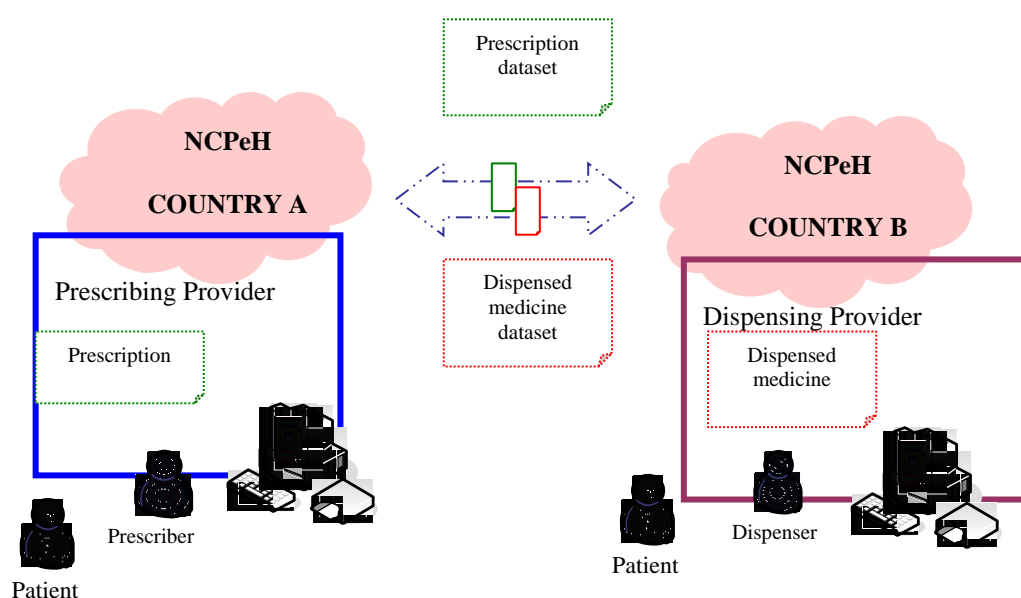 Prescription
dataset
NCPeH
COUNTRY A
NCPeH
COUNTRY B
Prescribing Provider
Prescription
Dispensed
medicine
dataset
Dispensing Provider
Dispensed
medicine
Prescriber
Patient
Dispenser
Patient